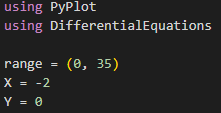 using PyPlot
using DifferentialEquations
range = (0, 35)
X = -2
Y = 0